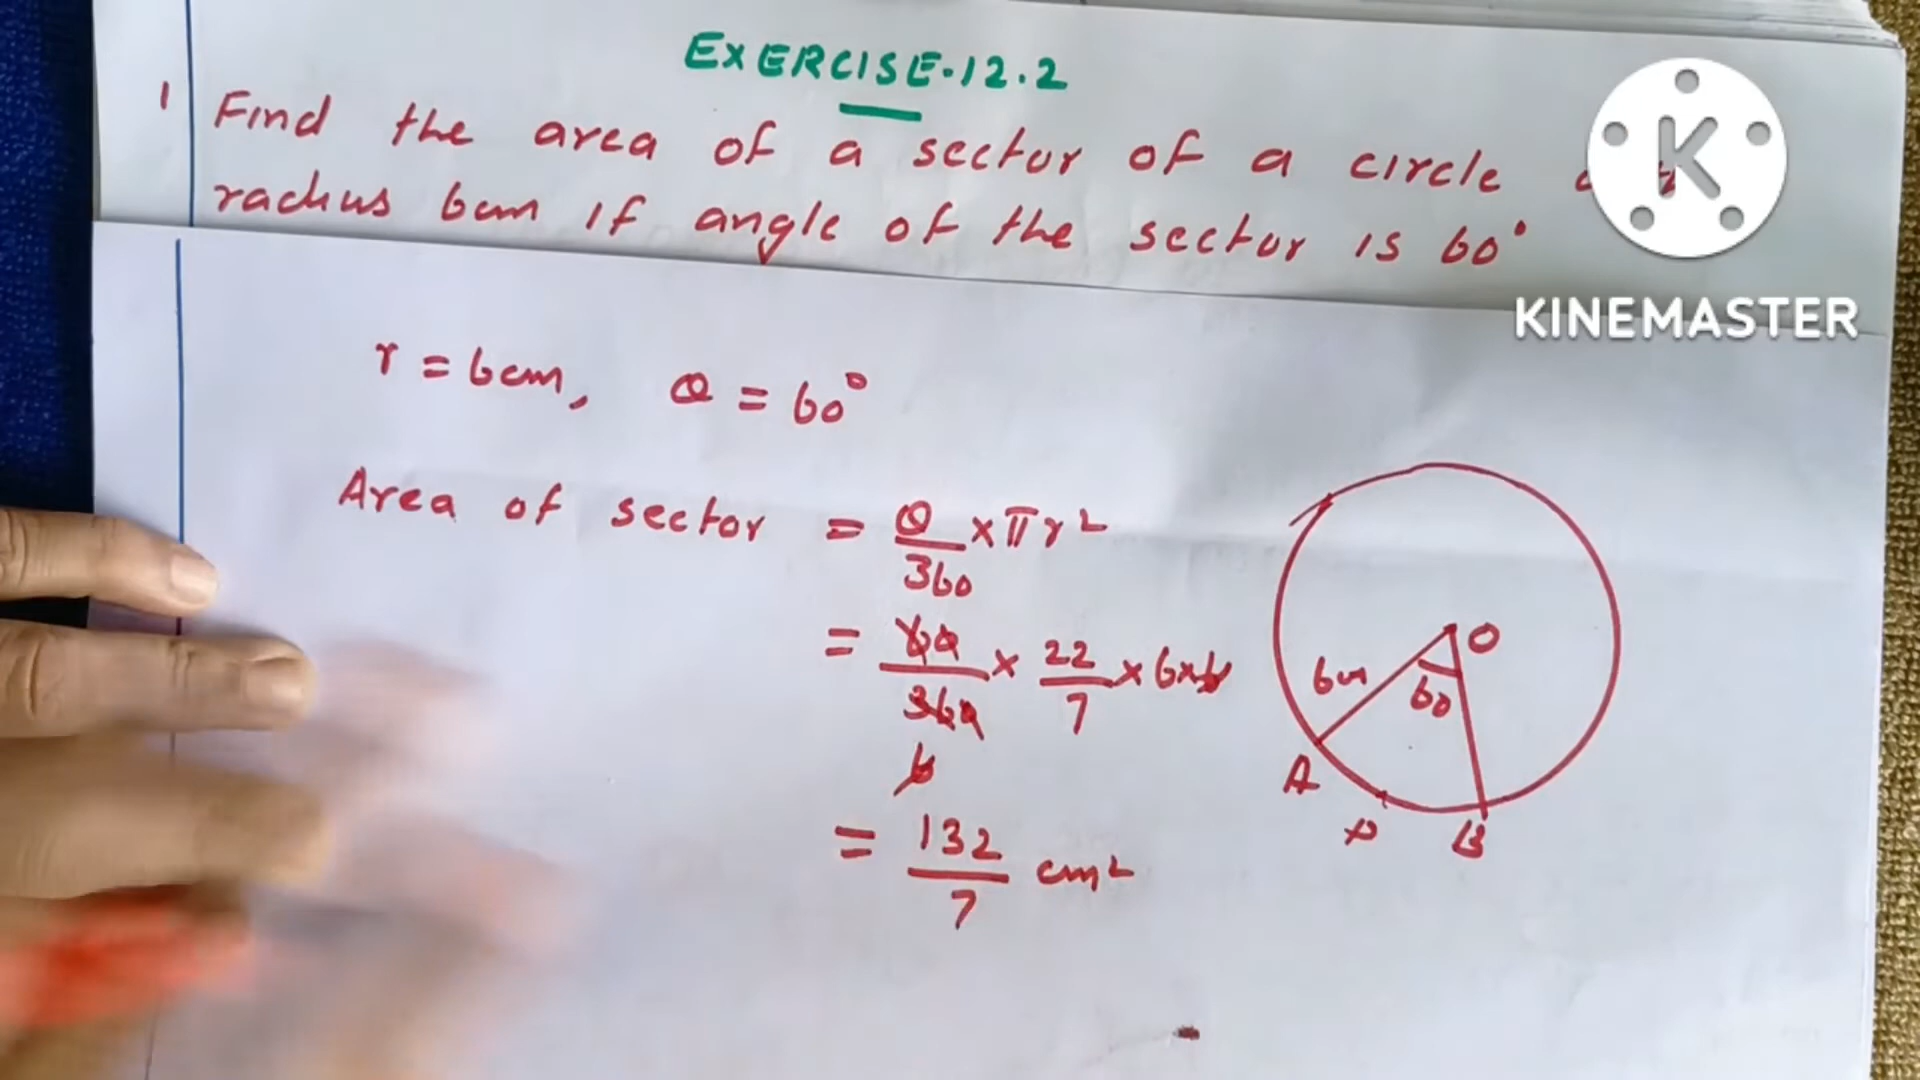 EXERCISE-12.2
1 Find the area of a sector of a circle
radius 6cm if angle of the sector is 60°
KINEMASTER
r = 6cm, θ = 60°
Area of sector = θ/360 × πr²
= 60/360 × 22/7 × 6×6
6
= 132/7 cm²
O
6cm
60
A
P
B